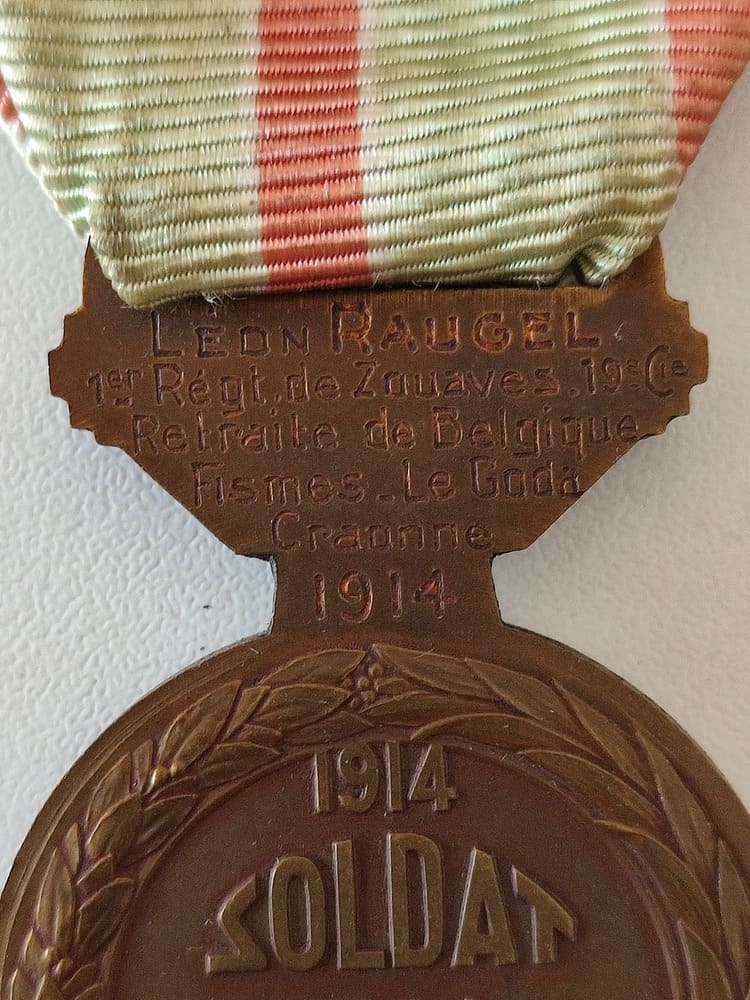 LÉON RAUGEL
1er Régt. de Zouaves. 19e Cie
Retraite de Belgique
Fismes - Le Godat
Craonne
1914
1914
SOLDAT